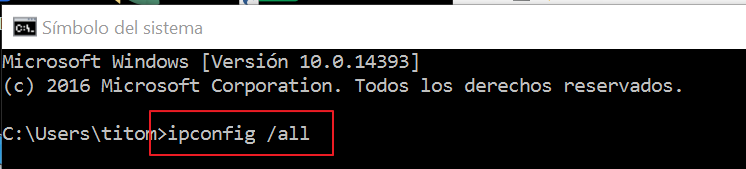 Símbolo del sistema
Microsoft Windows [Versión 10.0.14393]
(c) 2016 Microsoft Corporation. Todos los derechos reservados.
C:\Users\titom>ipconfig /all